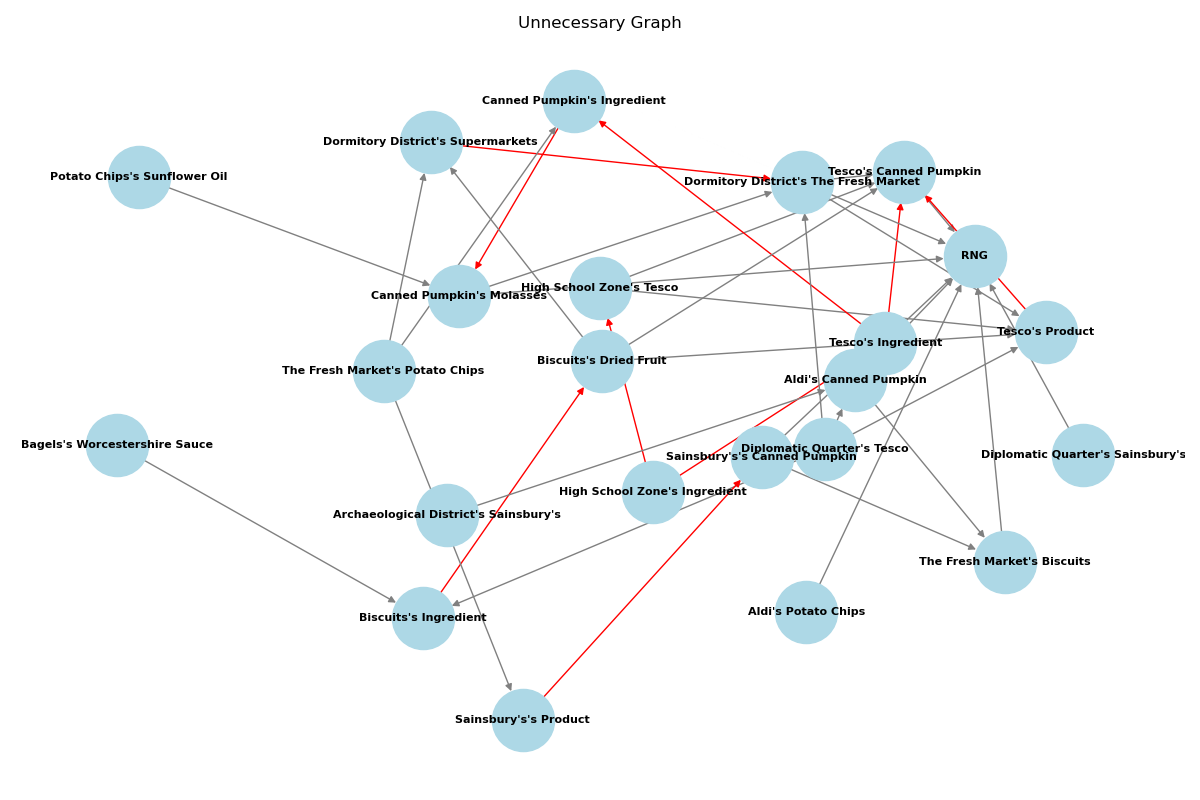 Unnecessary Graph
Canned Pumpkin's Ingredient
Dormitory District's Supermarkets
Potato Chips's Sunflower Oil
Tesco's Canned Pumpkin
Dormitory District's The Fresh Market
RNG
High School Zone's Tesco
Canned Pumpkin's Molasses
Tesco's Product
Tesco's Ingredient
Biscuits's Dried Fruit
The Fresh Market's Potato Chips
Aldi's Canned Pumpkin
Bagels's Worcestershire Sauce
Diplomatic Quarter's Tesco
Sainsbury's's Canned Pumpkin
Diplomatic Quarter's Sainsbury's
High School Zone's Ingredient
Archaeological District's Sainsbury's
The Fresh Market's Biscuits
Aldi's Potato Chips
Biscuits's Ingredient
Sainsbury's's Product